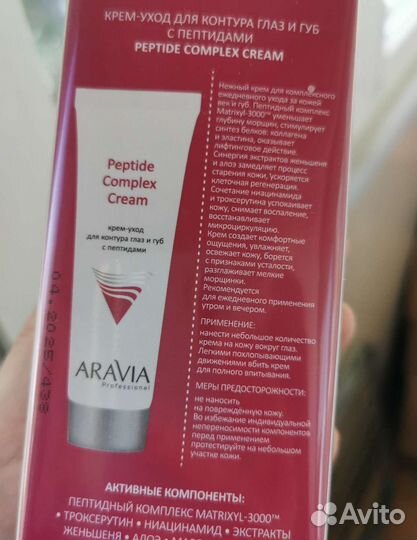 КРЕМ-УХОД ДЛЯ КОНТУРА ГЛАЗ И ГУБ
С ПЕПТИДАМИ
PEPTIDE COMPLEX CREAM
Нежный крем для комплексного
ежедневного ухода за кожей
век и губ. Пептидный комплекс
Matrixyl-3000™ уменьшает
глубину морщин, стимулирует
синтез белков: коллагена
и эластина, оказывает
лифтинговое действие.
Синергия экстрактов женьшеня
и алоэ замедляет процесс
старения кожи, ускоряется
клеточная регенерация.
Сочетание ниацинамида
и троксерутина успокаивает
кожу, снимает воспаление,
восстанавливает
микроциркуляцию.
Крем создает комфортные
ощущения, увлажняет,
освежает кожу, борется
с признаками усталости,
разглаживает мелкие
морщинки.
Рекомендуется
для ежедневного применения
утром и вечером.
ПРИМЕНЕНИЕ:
нанести небольшое количество
крема на кожу вокруг глаз.
Легкими похлопывающими
движениями вбить крем
для полного впитывания.
МЕРЫ ПРЕДОСТОРОЖНОСТИ:
не наносить
на поврежденную кожу.
Во избежание индивидуальной
непереносимости компонентов
перед применением
протестируйте на небольшом
участке кожи.
Peptide
Complex
Cream
крем-уход
для контура глаз и губ
с пептидами
ARAVIA
Professional
04.2025/438
АКТИВНЫЕ КОМПОНЕНТЫ:
ПЕПТИДНЫЙ КОМПЛЕКС MATRIXYL-3000™
• ТРОКСЕРУТИН • НИАЦИНАМИД • ЭКСТРАКТЫ
ЖЕНЬШЕНЯ • АЛОЭ •
Avito